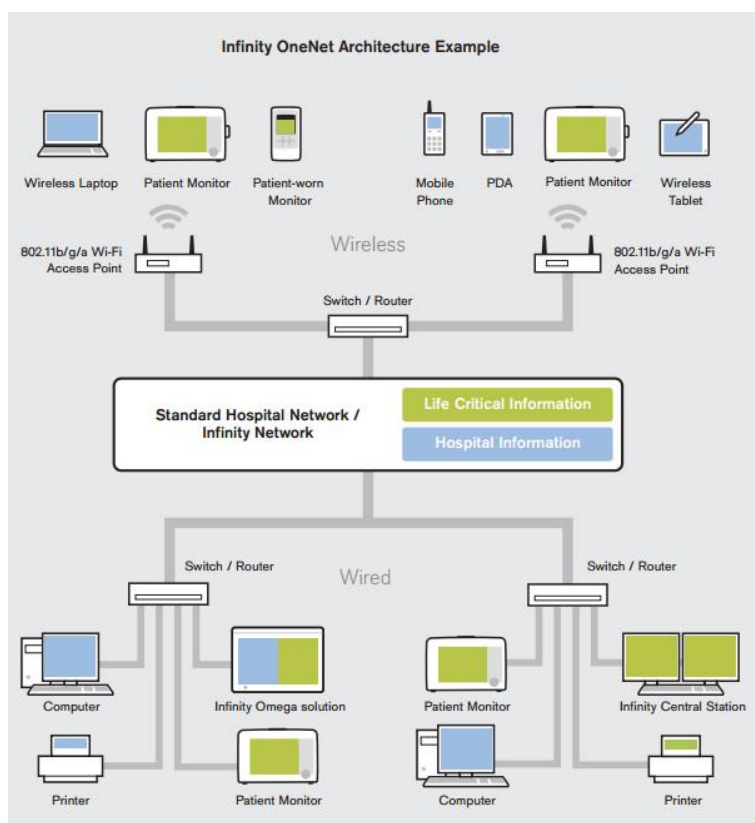 Infinity OneNet Architecture Example
Wireless Laptop
Patient Monitor
Patient-worn
Monitor
Mobile
Phone
PDA
Patient Monitor
Wireless
Tablet
802.11b/g/a Wi-Fi
Access Point
Wireless
802.11b/g/a Wi-Fi
Access Point
Switch / Router
Standard Hospital Network /
Infinity Network
Life Critical Information
Hospital Information
Switch / Router
Wired
Switch / Router
Computer
Infinity Omega solution
Patient Monitor
Infinity Central Station
Printer
Patient Monitor
Computer
Printer